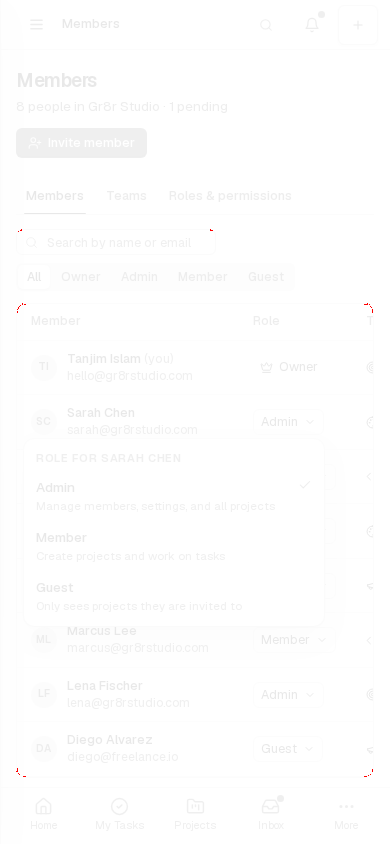 Members
Members
8 people in Gr8r Studio · 1 pending
Invite member
Members Teams Roles & permissions
Search by name or email
All Owner Admin Member Guest
Member Role
TI Tanjim Islam (you) Owner
hello@gr8rstudio.com
SC Sarah Chen Admin
sarah@gr8rstudio.com
ROLE FOR SARAH CHEN
Admin
Manage members, settings, and all projects
Member
Create projects and work on tasks
Guest
Only sees projects they are invited to
ML Marcus Lee Member
marcus@gr8rstudio.com
LF Lena Fischer Admin
lena@gr8rstudio.com
DA Diego Alvarez Guest
diego@freelance.io
Home My Tasks Projects Inbox More